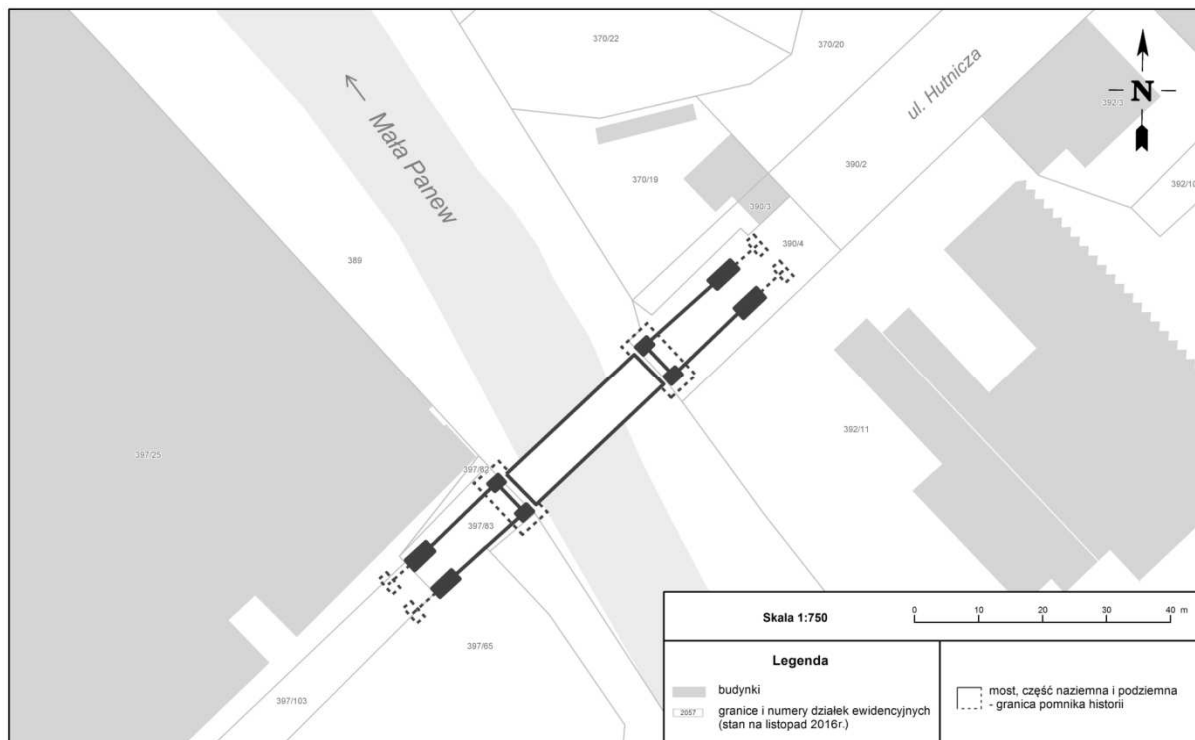 370/22
370/20
ul. Hutnicza
392/3
N
Mała Panew
370/19
390/2
392/10
390/3
390/4
389
392/11
397/25
397/82
397/83
397/65
397/103
Skala 1:750
0 10 20 30 40 m
Legenda
budynki
2057 granice i numery działek ewidencyjnych
(stan na listopad 2016r.)
most, część naziemna i podziemna
- granica pomnika historii